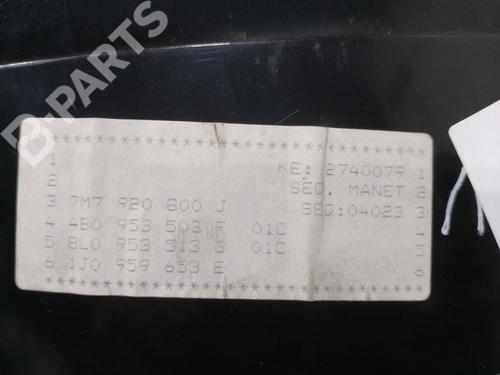 B-PARTS
************************************
1 KE: 2740079 1
2 SEQ. MANET 2
3 7M7 920 800 J SEQ:04023 3
4 4B0 953 503 F 01C 4
5 8L0 953 513 G 01C 5
6 1J0 959 653 E 6
************************************